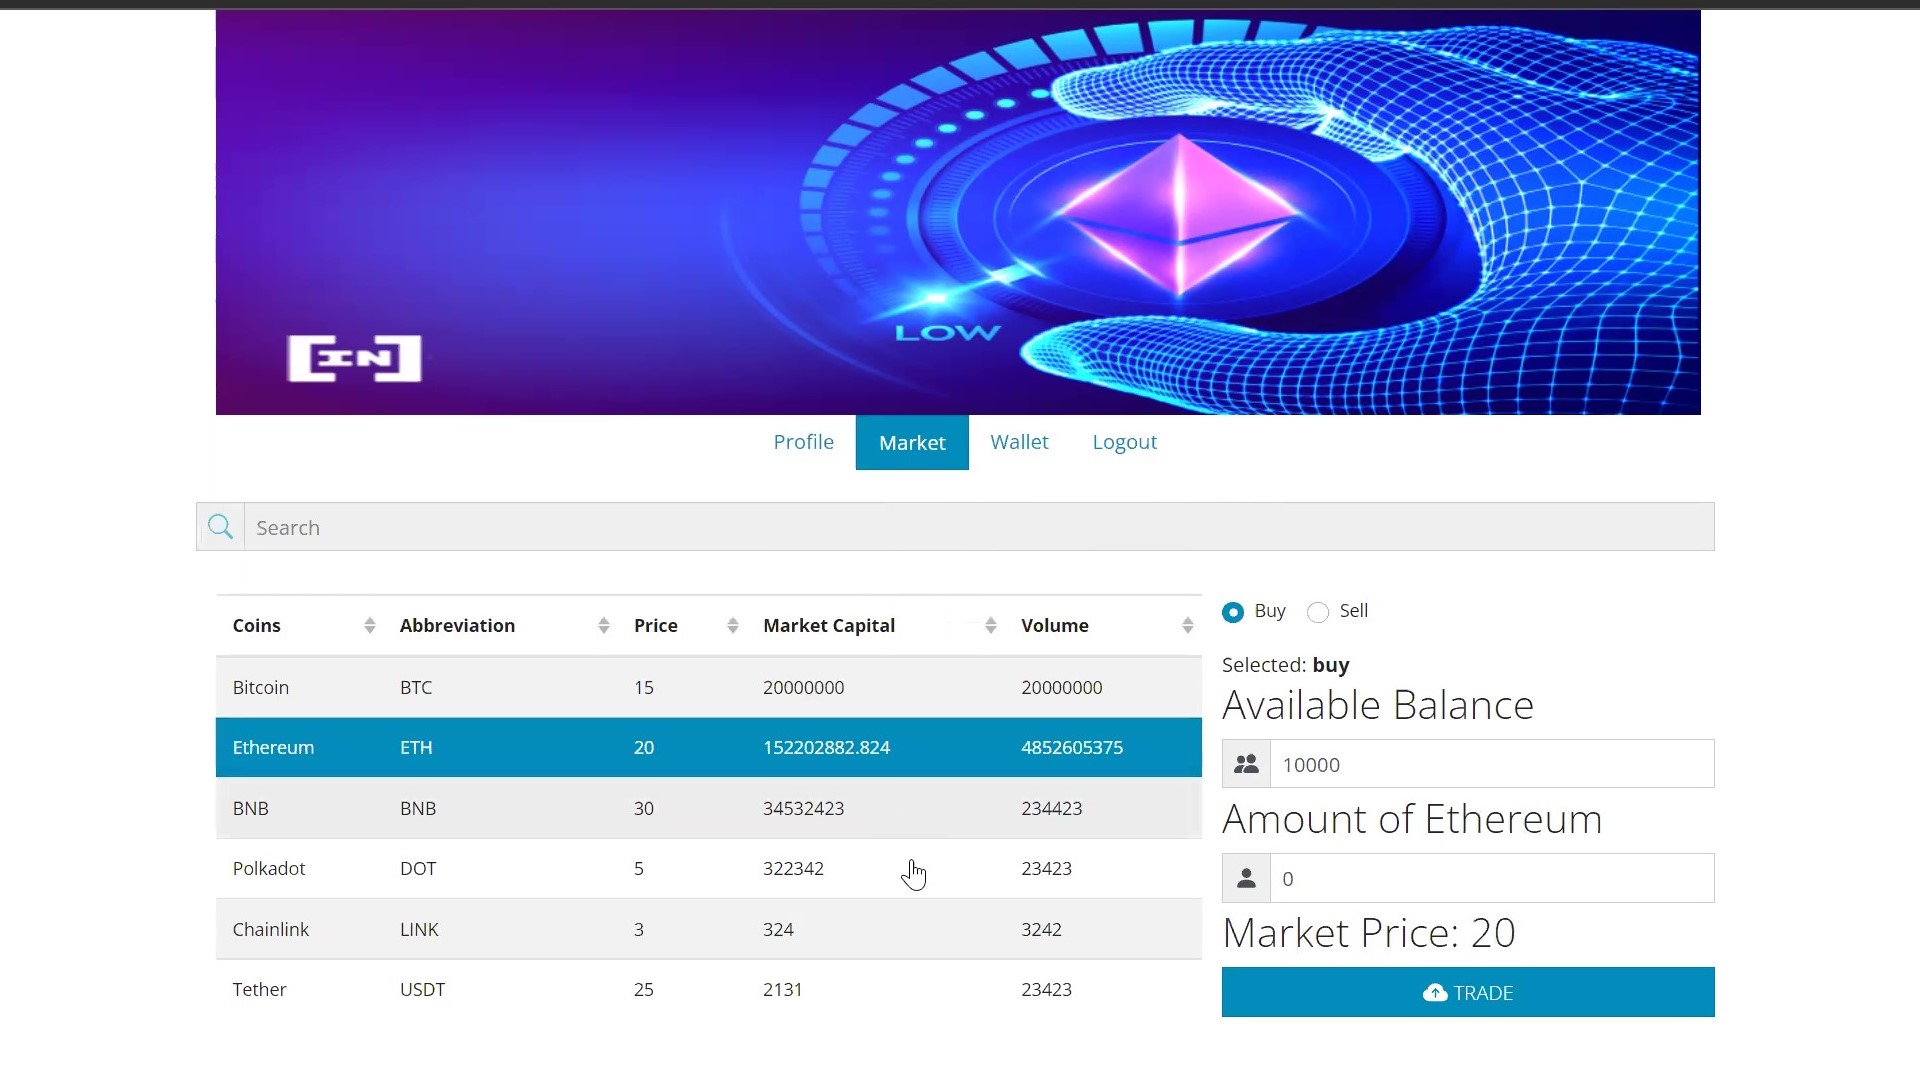 LOW
[IN]
Profile Market Wallet Logout
Search
Coins Abbreviation Price Market Capital Volume
Bitcoin BTC 15 20000000 20000000
Ethereum ETH 20 152202882.824 4852605375
BNB BNB 30 34532423 234423
Polkadot DOT 5 322342 23423
Chainlink LINK 3 324 3242
Tether USDT 25 2131 23423
Buy Sell
Selected: buy
Available Balance
10000
Amount of Ethereum
0
Market Price: 20
TRADE